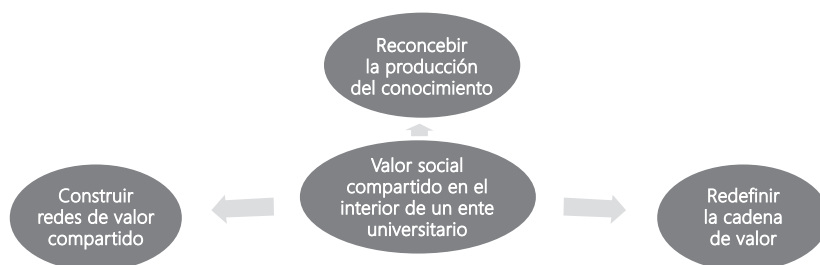 Reconcebir
la producción
del conocimiento
Valor social
compartido en el
interior de un ente
universitario
Construir
redes de valor
compartido
Redefinir
la cadena
de valor